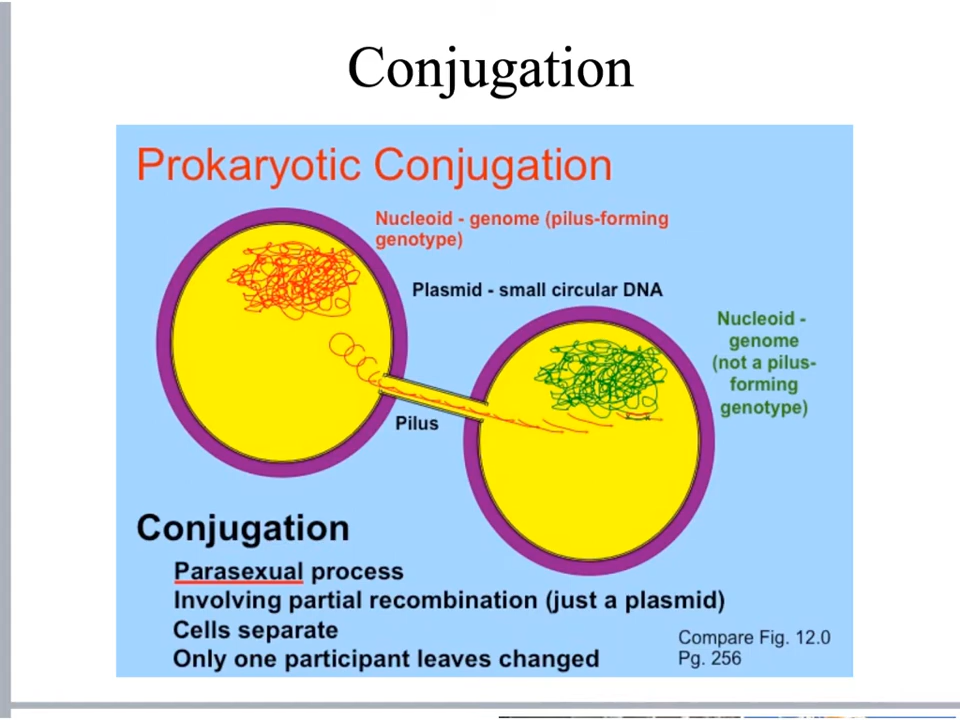 Conjugation
Prokaryotic Conjugation
Nucleoid - genome (pilus-forming
genotype)
Plasmid - small circular DNA
Nucleoid -
genome
(not a pilus-
forming
genotype)
Pilus
Conjugation
Parasexual process
Involving partial recombination (just a plasmid)
Cells separate
Only one participant leaves changed
Compare Fig. 12.0
Pg. 256